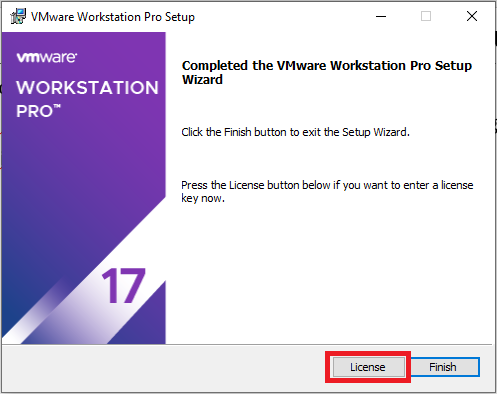 VMware Workstation Pro Setup
vmware®
WORKSTATION
PRO™
17
Completed the VMware Workstation Pro Setup
Wizard
Click the Finish button to exit the Setup Wizard.
Press the License button below if you want to enter a license
key now.
License
Finish